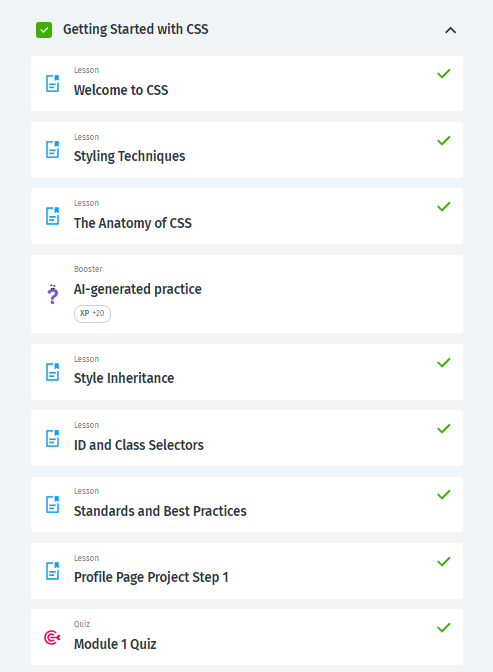 Getting Started with CSS
Lesson
Welcome to CSS
Lesson
Styling Techniques
Lesson
The Anatomy of CSS
Booster
AI-generated practice
XP +20
Lesson
Style Inheritance
Lesson
ID and Class Selectors
Lesson
Standards and Best Practices
Lesson
Profile Page Project Step 1
Quiz
Module 1 Quiz